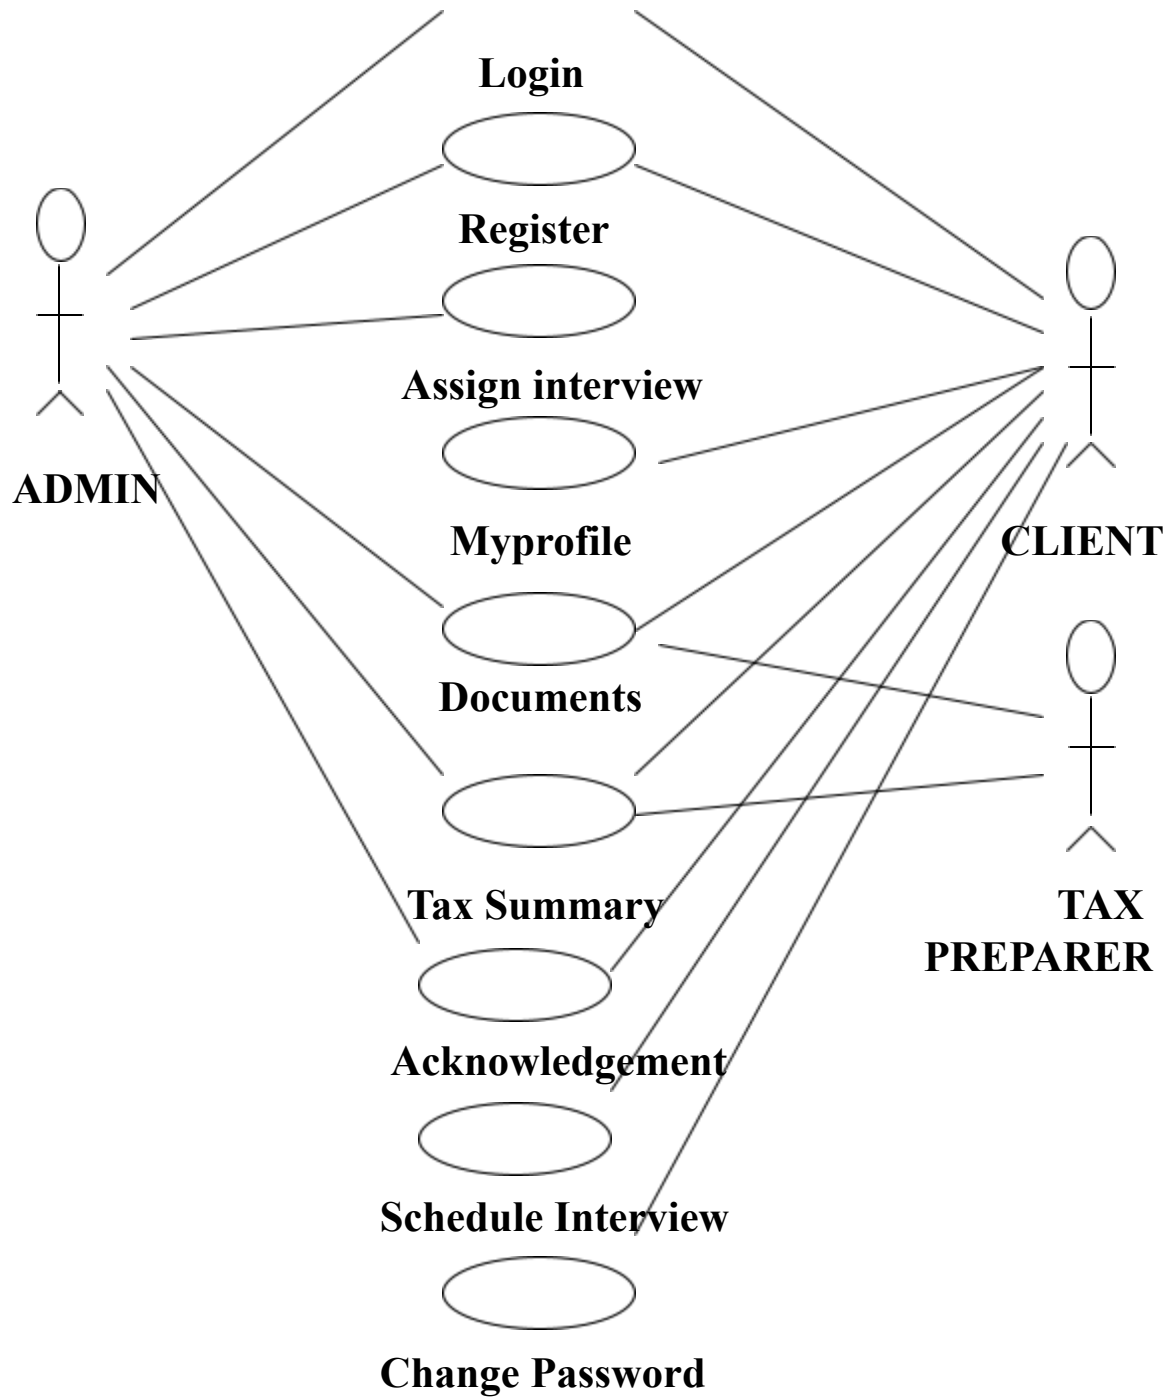 Login
Register
Assign interview
ADMIN
Myprofile
CLIENT
Documents
Tax Summary
TAX
PREPARER
Acknowledgement
Schedule Interview
Change Password